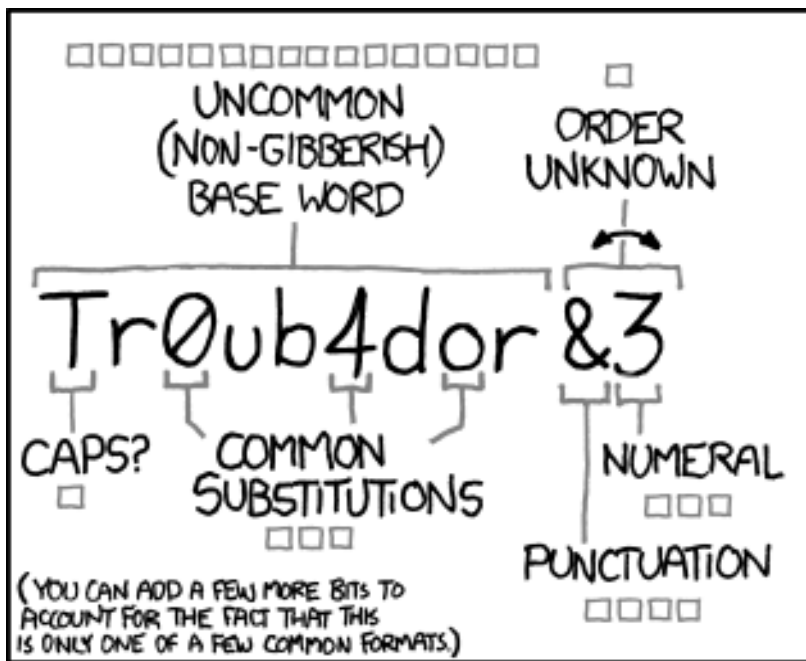 UNCOMMON
(NON-GIBBERISH)
BASE WORD
ORDER
UNKNOWN
Tr0ub4dor &3
CAPS?
COMMON
SUBSTITUTIONS
NUMERAL
PUNCTUATION
(YOU CAN ADD A FEW MORE BITS TO
ACCOUNT FOR THE FACT THAT THIS
IS ONLY ONE OF A FEW COMMON FORMATS.)